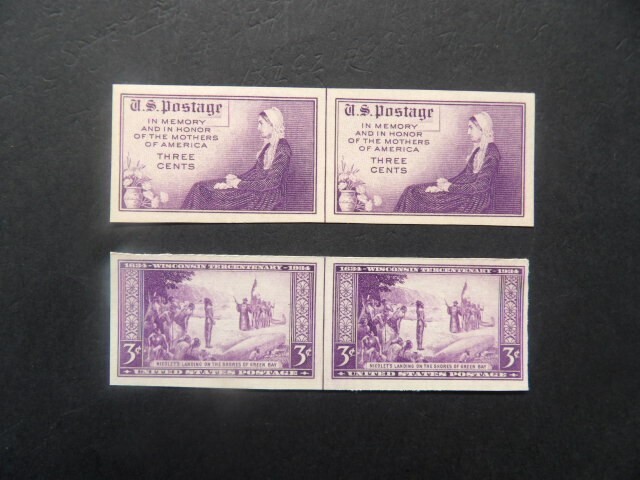 U.S. Postage
IN MEMORY
AND IN HONOR
OF THE MOTHERS
OF AMERICA
THREE
CENTS
U.S. Postage
IN MEMORY
AND IN HONOR
OF THE MOTHERS
OF AMERICA
THREE
CENTS
1634-WISCONSIN TERCENTENARY-1934
3¢ 3¢
NICOLET'S LANDING ON THE SHORES OF GREEN BAY
UNITED STATES POSTAGE
1634-WISCONSIN TERCENTENARY-1934
3¢ 3¢
NICOLET'S LANDING ON THE SHORES OF GREEN BAY
UNITED STATES POSTAGE